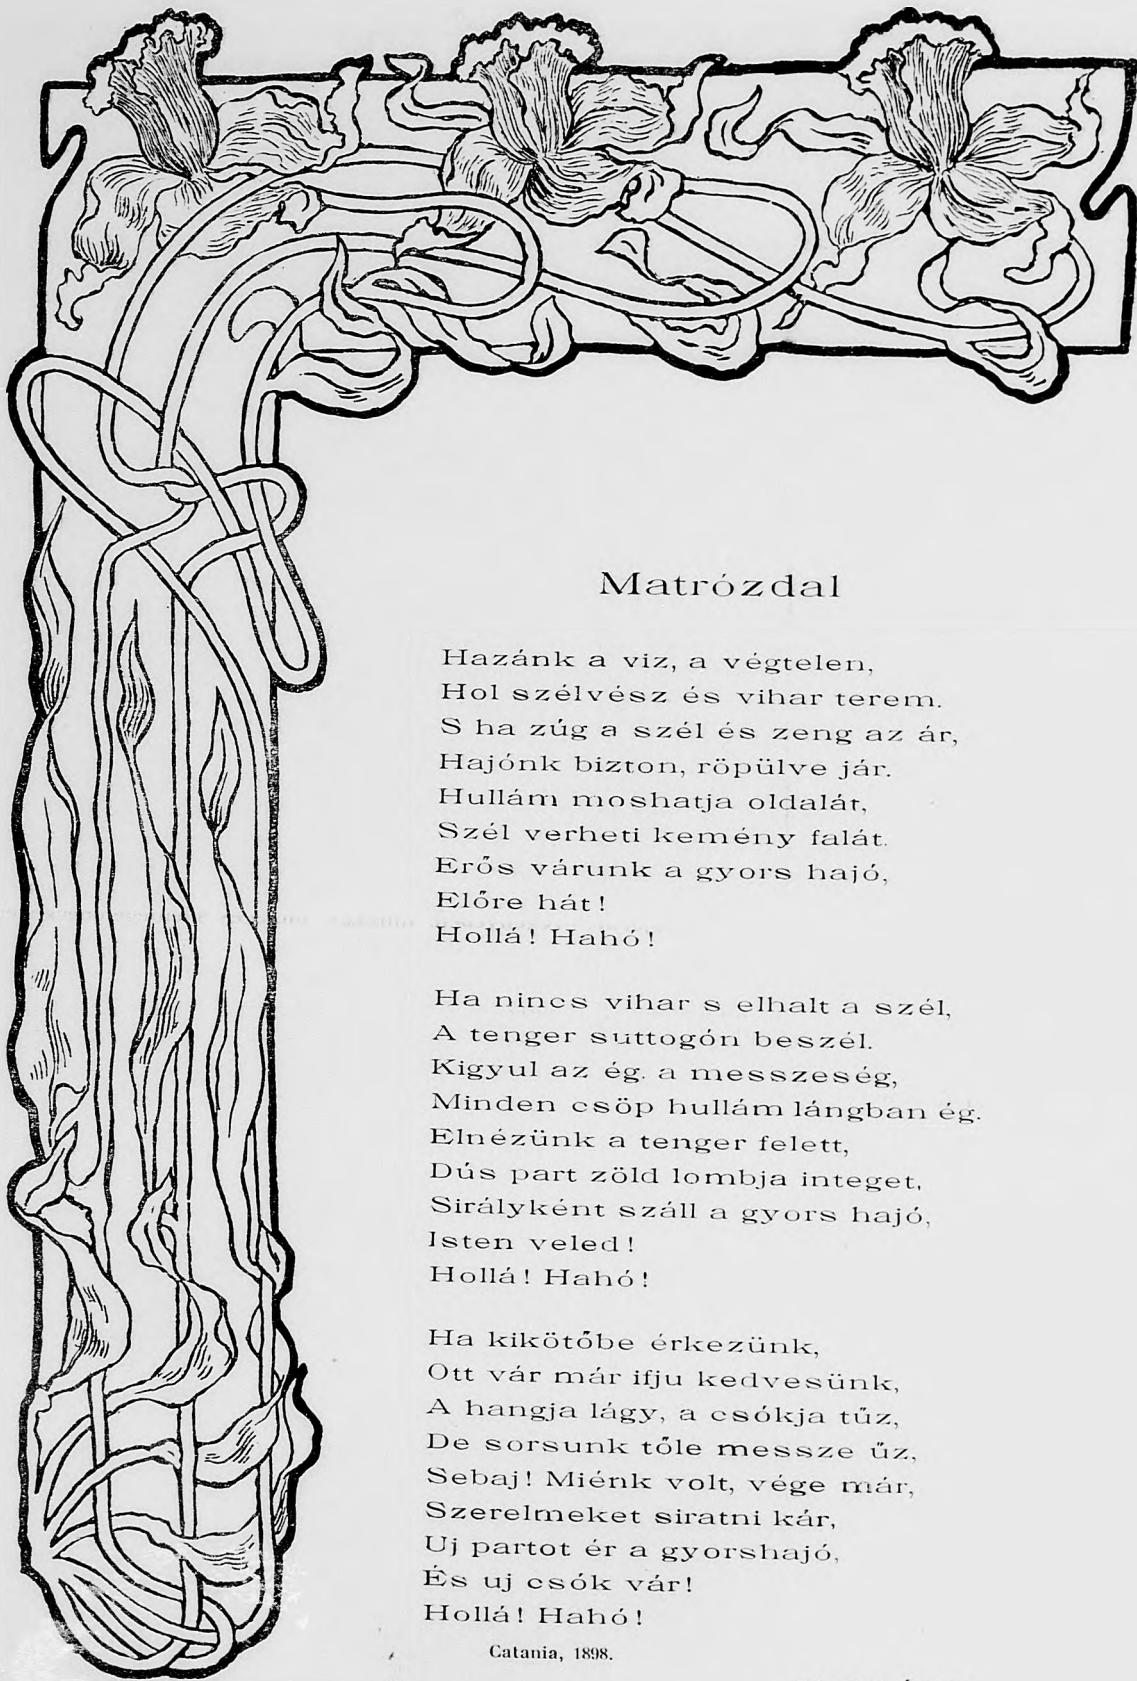 Matrózdal

Hazánk a viz, a végtelen,
Hol szélvész és vihar terem.
S ha zúg a szél és zeng az ár,
Hajónk bizton, röpülve jár.
Hullám moshatja oldalát,
Szél verheti kemény falát.
Erős várunk a gyors hajó,
Előre hát!
Hollá! Hahó!

Ha nincs vihar s elhalt a szél,
A tenger suttogón beszél.
Kigyul az ég. a messzeség,
Minden csöp hullám lángban ég.
Elnézünk a tenger felett,
Dús part zöld lombja integet,
Sirályként száll a gyors hajó,
Isten veled!
Hollá! Hahó!

Ha kikötőbe érkezünk,
Ott vár már ifju kedvesünk,
A hangja lágy, a csókja tűz,
De sorsunk tőle messze űz,
Sebaj! Miénk volt, vége már,
Szerelmeket siratni kár,
Uj partot ér a gyorshajó,
És uj csók vár!
Hollá! Hahó!
Catania, 1898.